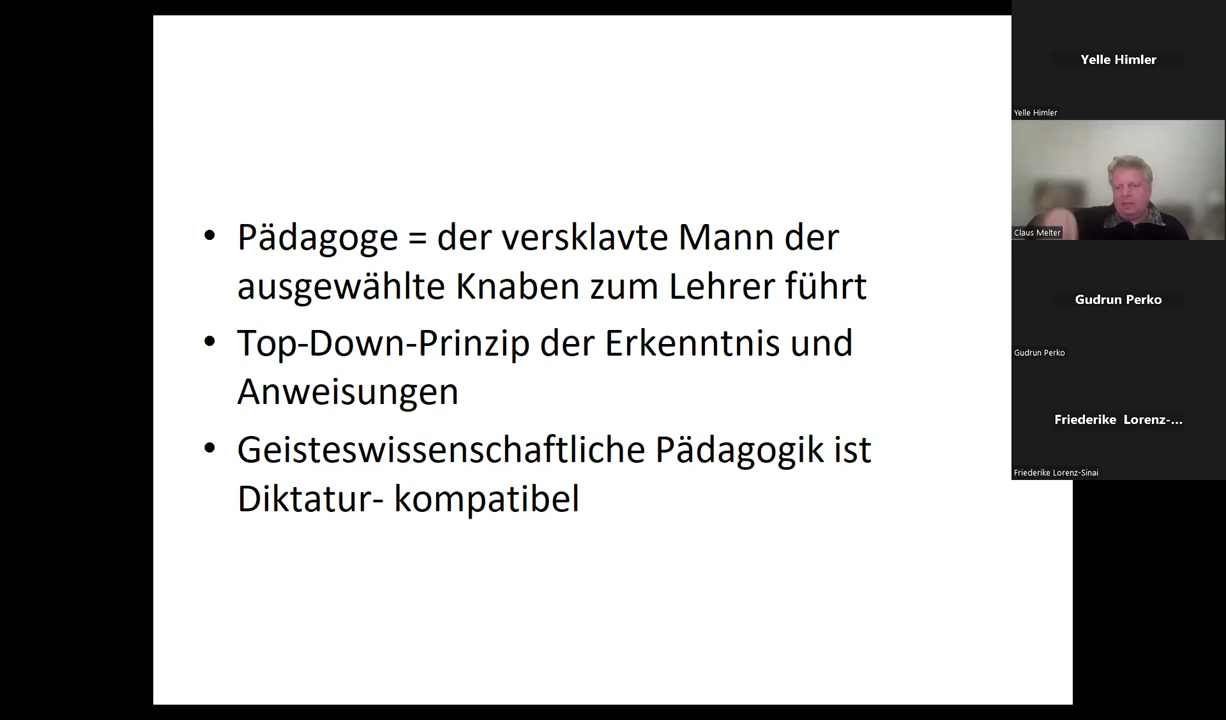 • Pädagoge = der versklavte Mann der
ausgewählte Knaben zum Lehrer führt
• Top-Down-Prinzip der Erkenntnis und
Anweisungen
• Geisteswissenschaftliche Pädagogik ist
Diktatur- kompatibel
Yelle Himler
Yelle Himler
Claus Melter
Gudrun Perko
Gudrun Perko
Friederike Lorenz-...
Friederike Lorenz-Sinai